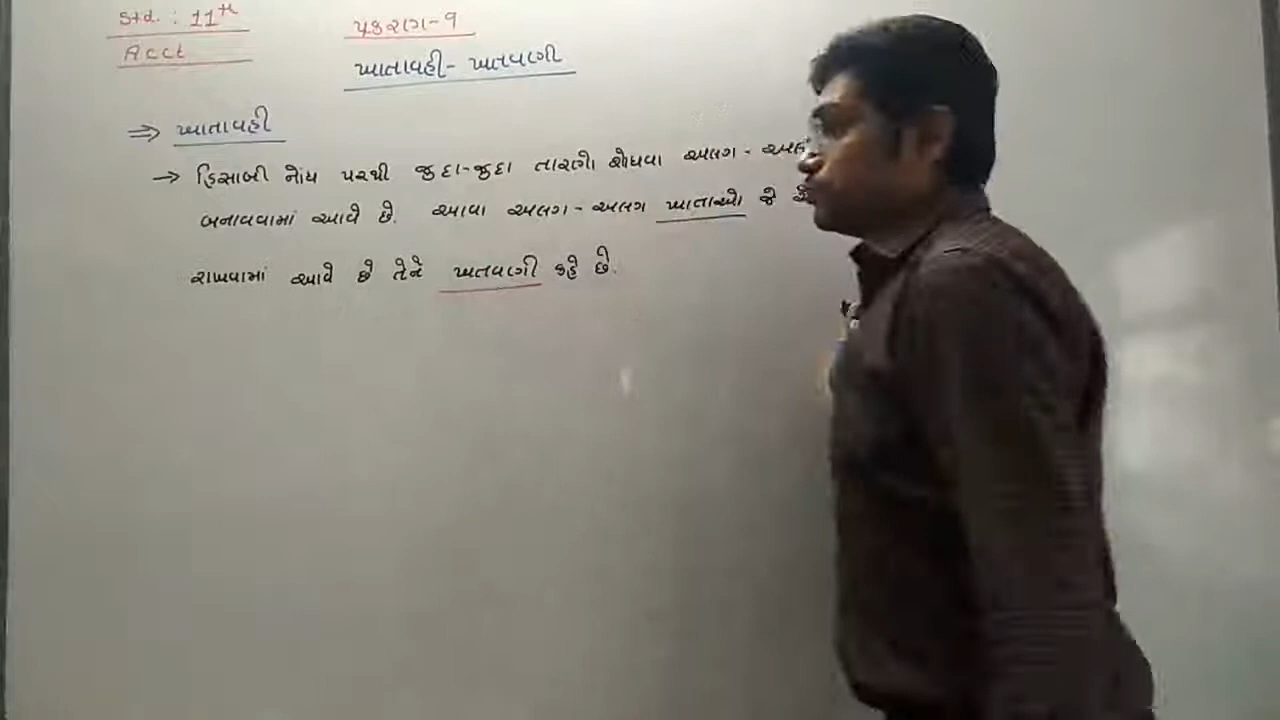 Std. : 11th
Acct
પ્રકરણ-૧
ખાતાવહી- ખતવણી
⇒ ખાતાવહી
→ હિસાબી નોંધ પરથી જુદા-જુદા તારણો શોધવા અલગ - અલ
બનાવવામાં આવે છે. આવા અલગ - અલગ ખાતાઓ જે
રાખવામાં આવે છે તેને ખતવણી કહે છે.